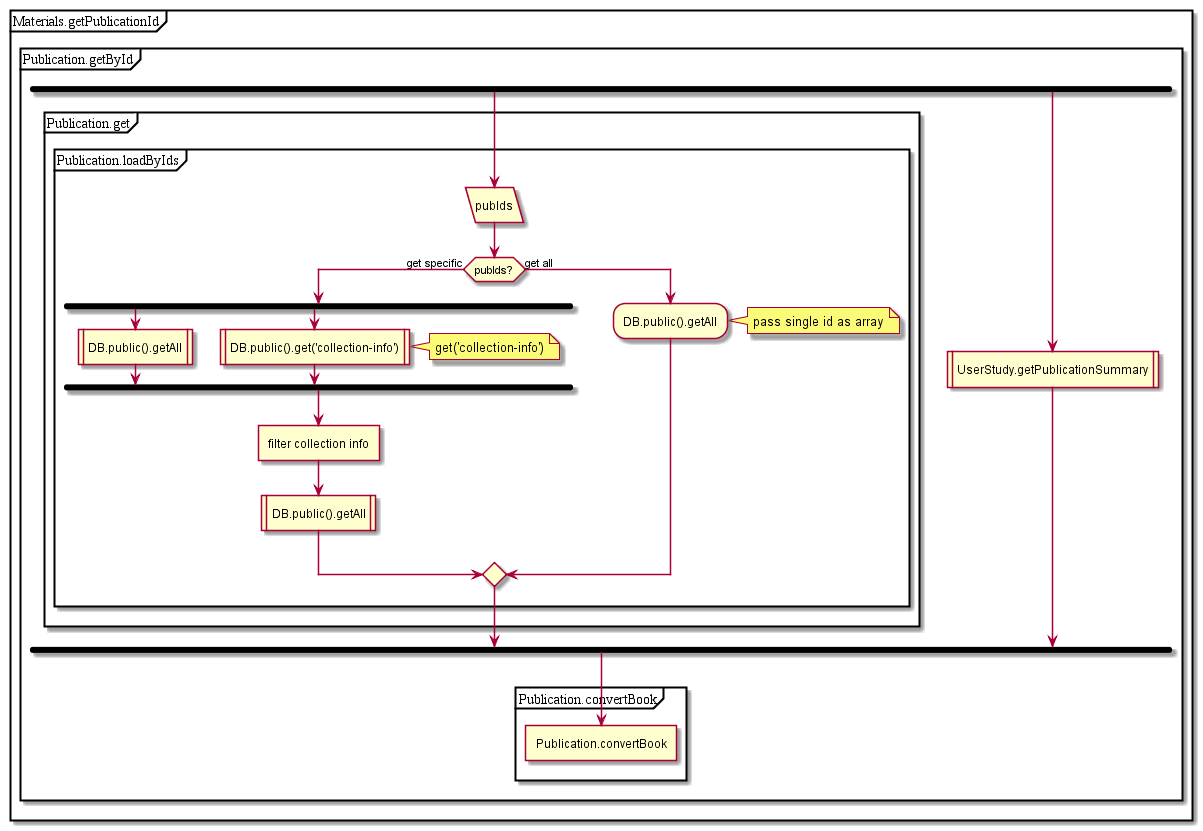 Materials.getPublicationId
Publication.getById
Publication.get
Publication.loadByIds
pubIds
get specific
pubIds?
get all
DB.public().getAll
DB.public().get('collection-info')
get('collection-info')
DB.public().getAll
pass single id as array
UserStudy.getPublicationSummary
filter collection info
DB.public().getAll
Publication.convertBook
Publication.convertBook